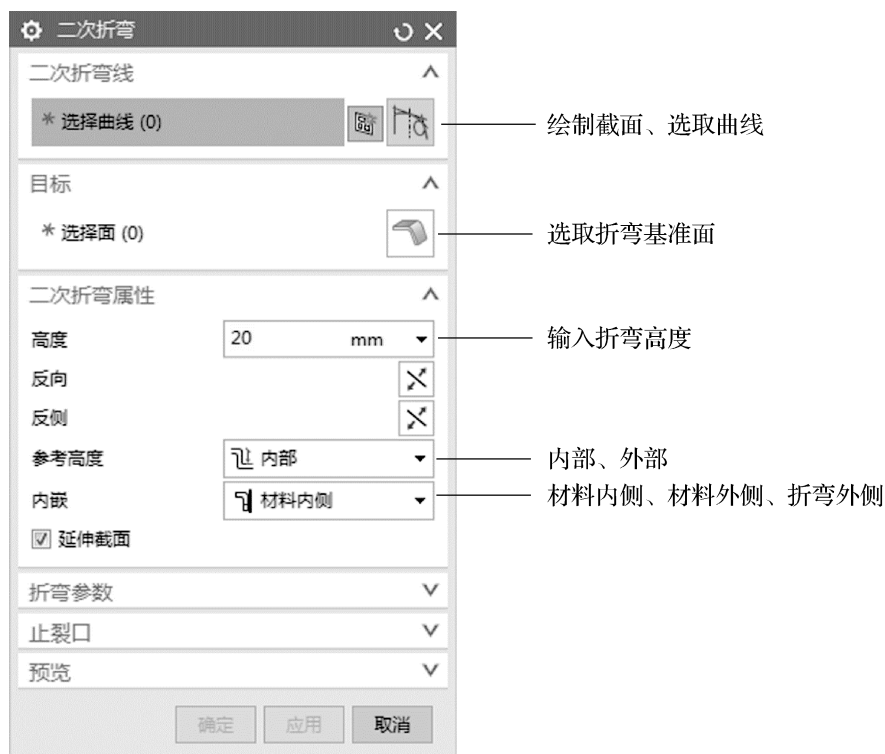 二次折弯
二次折弯线
* 选择曲线 (0)
绘制截面、选取曲线
目标
* 选择面 (0)
选取折弯基准面
二次折弯属性
高度 20 mm
输入折弯高度
反向
反侧
参考高度 内部
内部、外部
内嵌 材料内侧
材料内侧、材料外侧、折弯外侧
延伸截面
折弯参数
止裂口
预览
确定 应用 取消